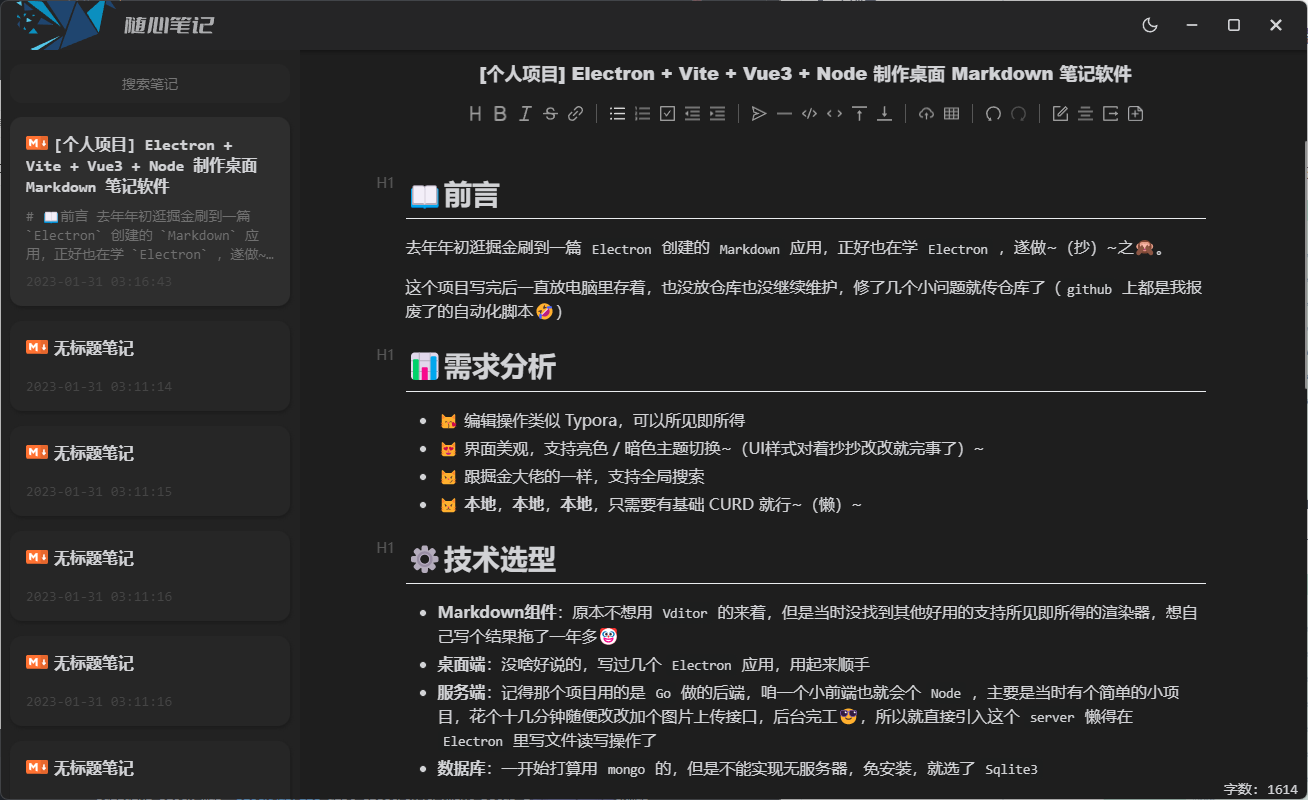 随心笔记
搜索笔记
[个人项目] Electron +
Vite + Vue3 + Node 制作桌面
Markdown 笔记软件
# 📖前言 去年年初逛掘金刷到一篇
`Electron` 创建的 `Markdown` 应
用，正好也在学 `Electron` ，遂做~…
2023-01-31 03:16:43
无标题笔记
2023-01-31 03:11:14
无标题笔记
2023-01-31 03:11:15
无标题笔记
2023-01-31 03:11:16
无标题笔记
2023-01-31 03:11:16
无标题笔记
[个人项目] Electron + Vite + Vue3 + Node 制作桌面 Markdown 笔记软件
H1 📖前言
去年年初逛掘金刷到一篇 Electron 创建的 Markdown 应用，正好也在学 Electron ，遂做~（抄）~之🙈。
这个项目写完后一直放电脑里存着，也没放仓库也没继续维护，修了几个小问题就传仓库了（ github 上都是我报
废了的自动化脚本🤣）
H1 📊需求分析
• 😽 编辑操作类似 Typora，可以所见即所得
• 😻 界面美观，支持亮色 / 暗色主题切换~（UI样式对着抄抄改改就完事了）~
• 😼 跟掘金大佬的一样，支持全局搜索
• 😾 本地，本地，本地，只需要有基础 CURD 就行~（懒）~
H1 ⚙️技术选型
• Markdown组件：原本不想用 Vditor 的来着，但是当时没找到其他好用的支持所见即所得的渲染器，想自
己写个结果拖了一年多🤡
• 桌面端：没啥好说的，写过几个 Electron 应用，用起来顺手
• 服务端：记得那个项目用的是 Go 做的后端，咱一个小前端也就会个 Node ，主要是当时有个简单的小项
目，花个十几分钟随便改改加个图片上传接口，后台完工😎，所以就直接引入这个 server 懒得在
Electron 里写文件读写操作了
• 数据库：一开始打算用 mongo 的，但是不能实现无服务器，免安装，就选了 Sqlite3
字数：1614